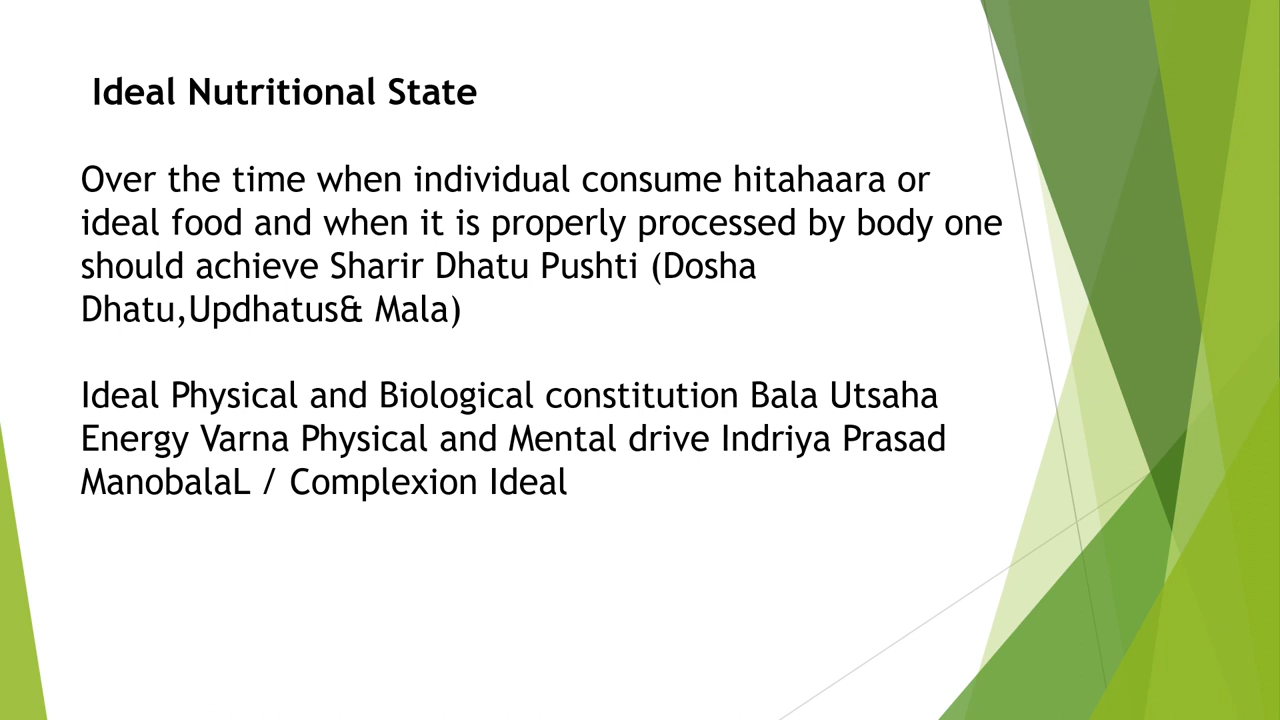 Ideal Nutritional State
Over the time when individual consume hitahaara or
ideal food and when it is properly processed by body one
should achieve Sharir Dhatu Pushti (Dosha
Dhatu,Updhatus& Mala)
Ideal Physical and Biological constitution Bala Utsaha
Energy Varna Physical and Mental drive Indriya Prasad
ManobalaL / Complexion Ideal